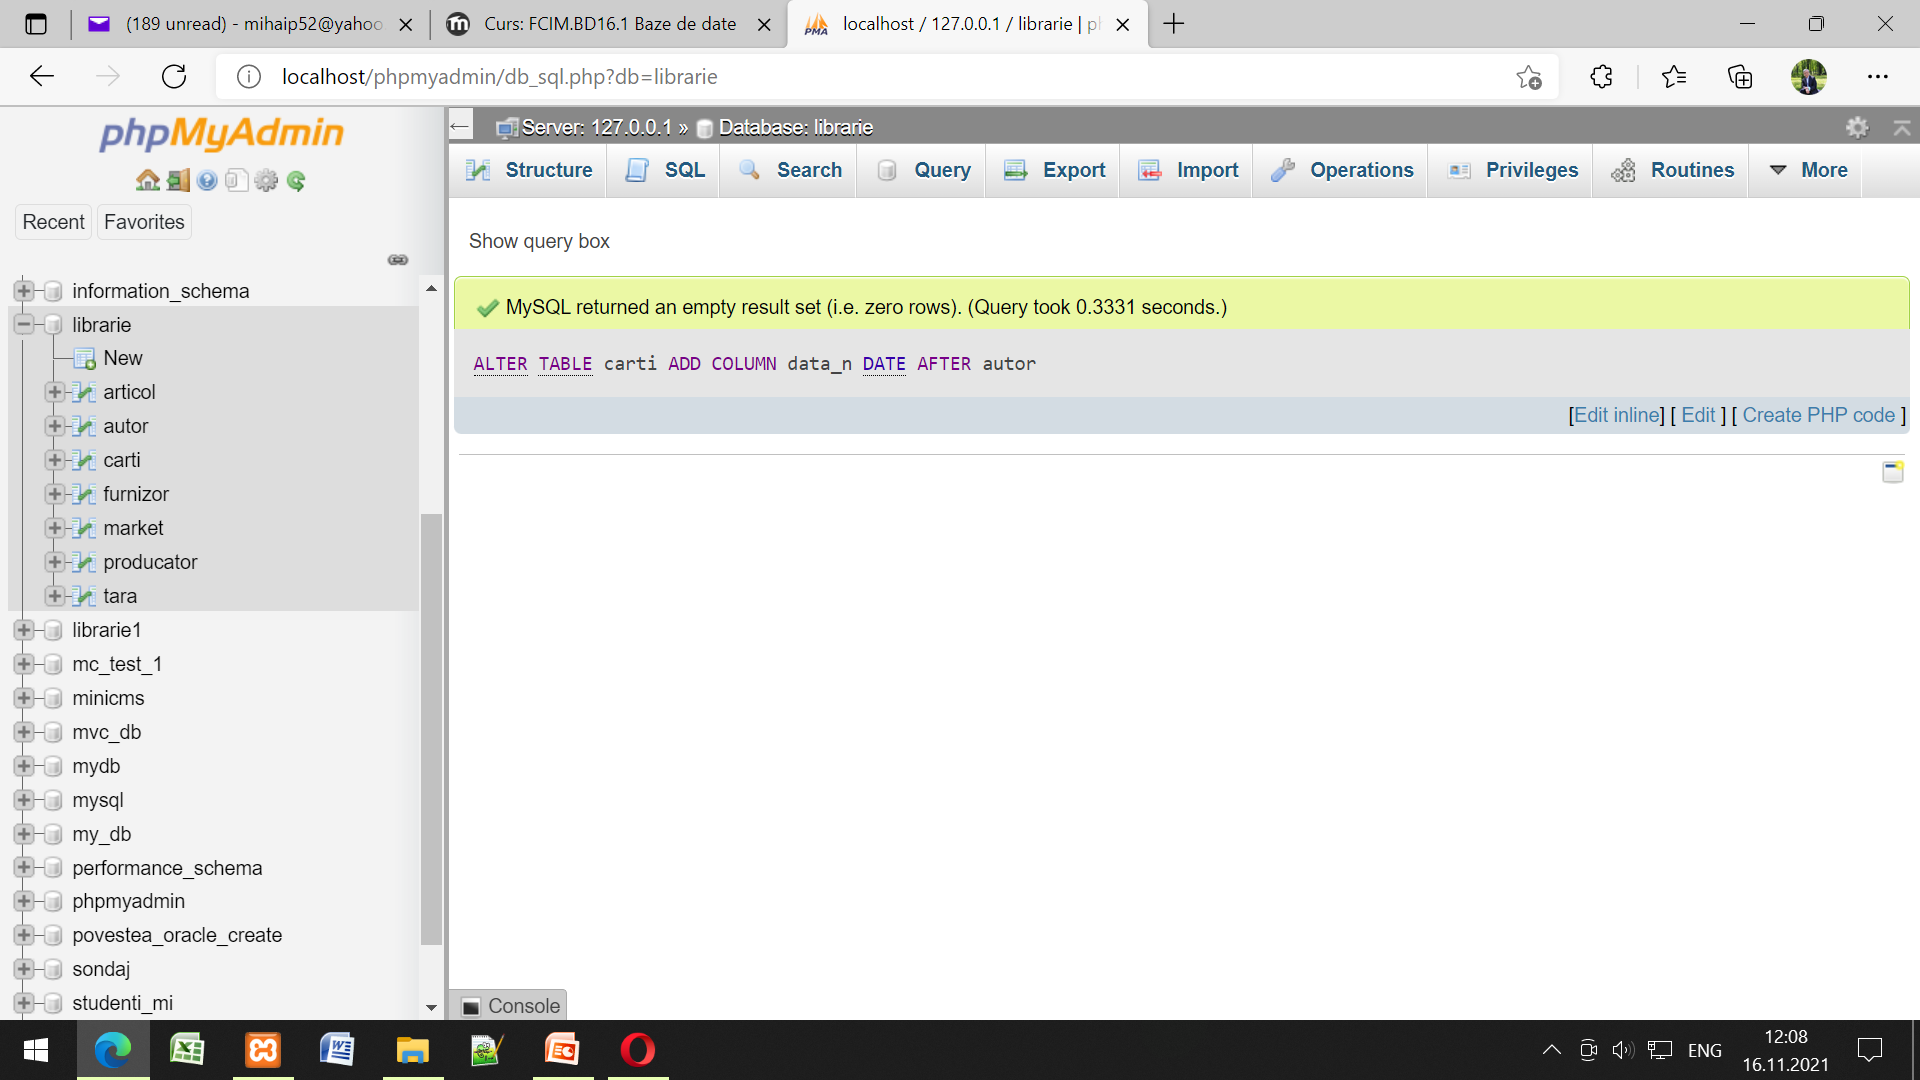 (189 unread) - mihaip52@yahoo
Curs: FCIM.BD16.1 Baze de date
localhost / 127.0.0.1 / librarie | p
localhost/phpmyadmin/db_sql.php?db=librarie
phpMyAdmin
Recent
Favorites
information_schema
librarie
New
articol
autor
carti
furnizor
market
producator
tara
librarie1
mc_test_1
minicms
mvc_db
mydb
mysql
my_db
performance_schema
phpmyadmin
povestea_oracle_create
sondaj
studenti_mi
Server: 127.0.0.1 » Database: librarie
Structure
SQL
Search
Query
Export
Import
Operations
Privileges
Routines
More
Show query box
MySQL returned an empty result set (i.e. zero rows). (Query took 0.3331 seconds.)
ALTER TABLE carti ADD COLUMN data_n DATE AFTER autor
[Edit inline] [ Edit ] [ Create PHP code ]
Console
ENG
12:08
16.11.2021